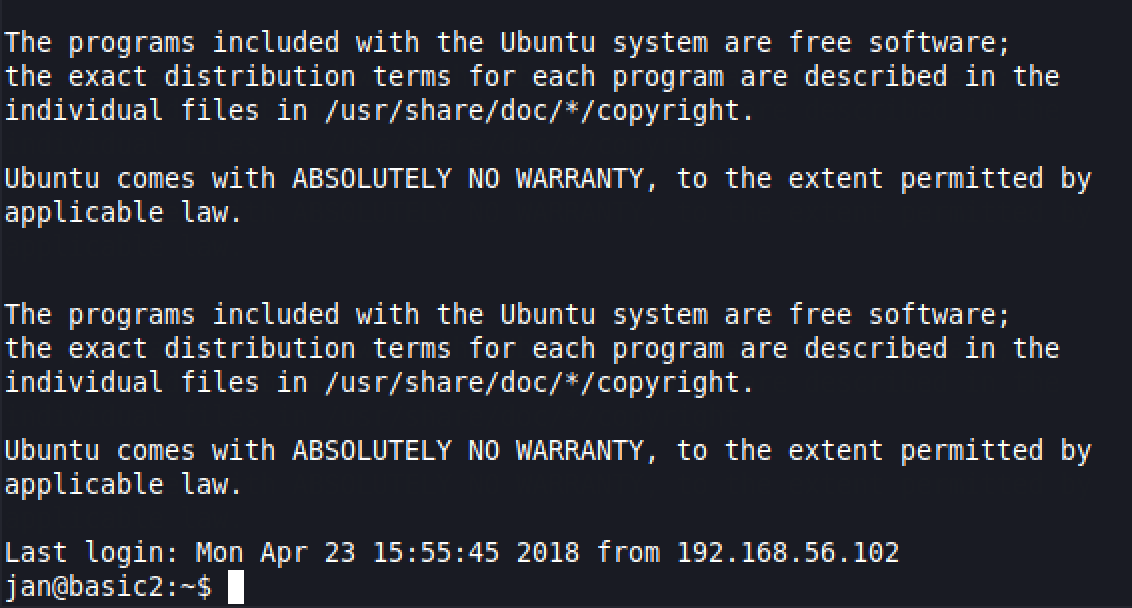 The programs included with the Ubuntu system are free software;
the exact distribution terms for each program are described in the
individual files in /usr/share/doc/*/copyright.
Ubuntu comes with ABSOLUTELY NO WARRANTY, to the extent permitted by
applicable law.
The programs included with the Ubuntu system are free software;
the exact distribution terms for each program are described in the
individual files in /usr/share/doc/*/copyright.
Ubuntu comes with ABSOLUTELY NO WARRANTY, to the extent permitted by
applicable law.
Last login: Mon Apr 23 15:55:45 2018 from 192.168.56.102
jan@basic2:~$